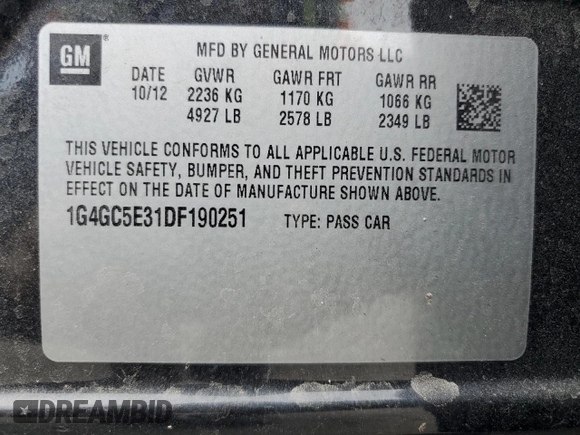 GM
MFD BY GENERAL MOTORS LLC
DATE GVWR GAWR FRT GAWR RR
10/12 2236 KG 1170 KG 1066 KG
4927 LB 2578 LB 2349 LB
THIS VEHICLE CONFORMS TO ALL APPLICABLE U.S. FEDERAL MOTOR
VEHICLE SAFETY, BUMPER, AND THEFT PREVENTION STANDARDS IN
EFFECT ON THE DATE OF MANUFACTURE SHOWN ABOVE.
1G4GC5E31DF190251 TYPE: PASS CAR
DREAMBID